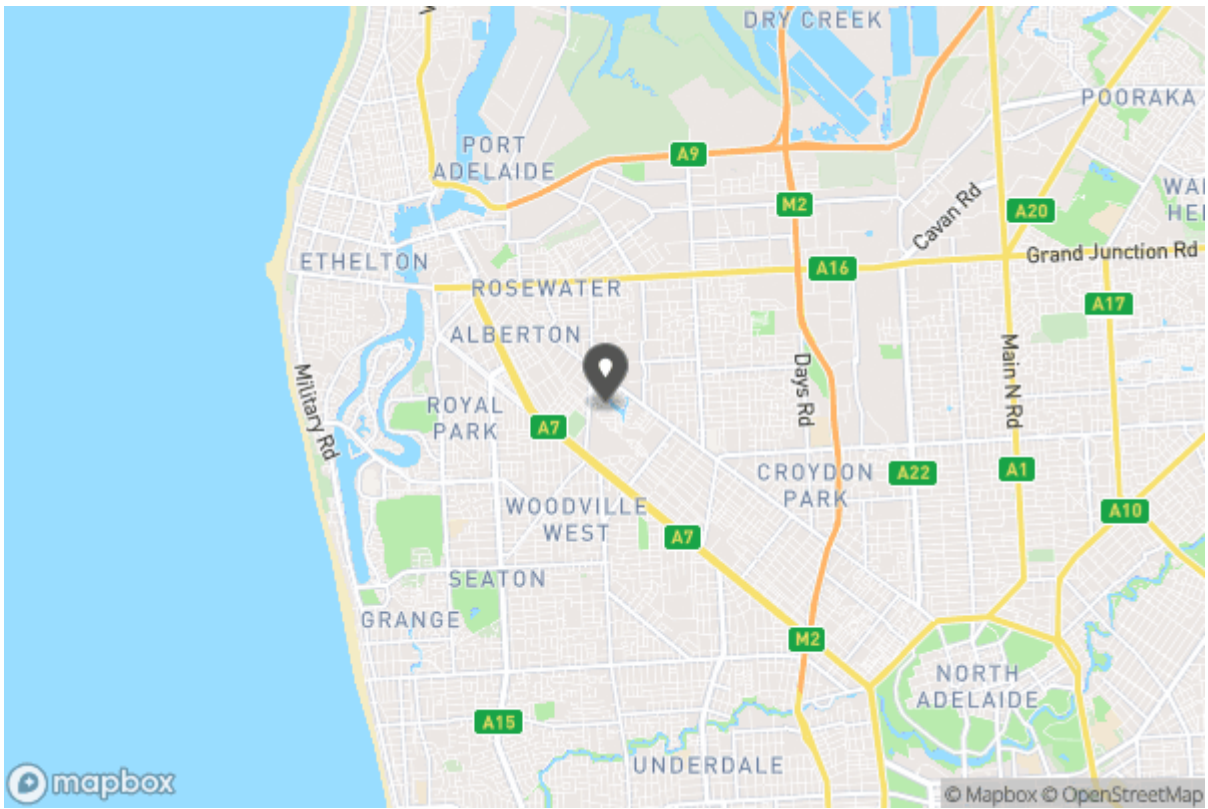 DRY CREEK
POORAKA
PORT
ADELAIDE
A9
M2
Cavan Rd
A20
Grand Junction Rd
ETHELTON
A16
ROSEWATER
A17
ALBERTON
Main N Rd
Days Rd
Military Rd
ROYAL
PARK
A7
CROYDON
PARK
A22
A1
WOODVILLE
WEST
A10
A7
SEATON
GRANGE
M2
NORTH
ADELAIDE
A15
UNDERDALE
mapbox
© Mapbox © OpenStreetMap